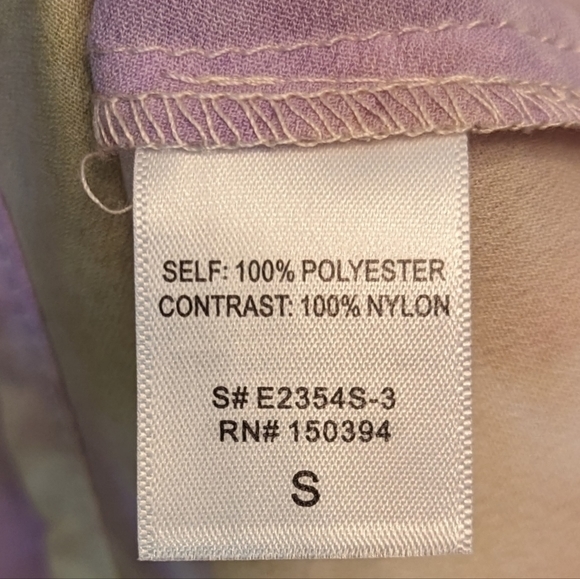 SELF: 100% POLYESTER
CONTRAST: 100% NYLON
S# E2354S-3
RN# 150394
S